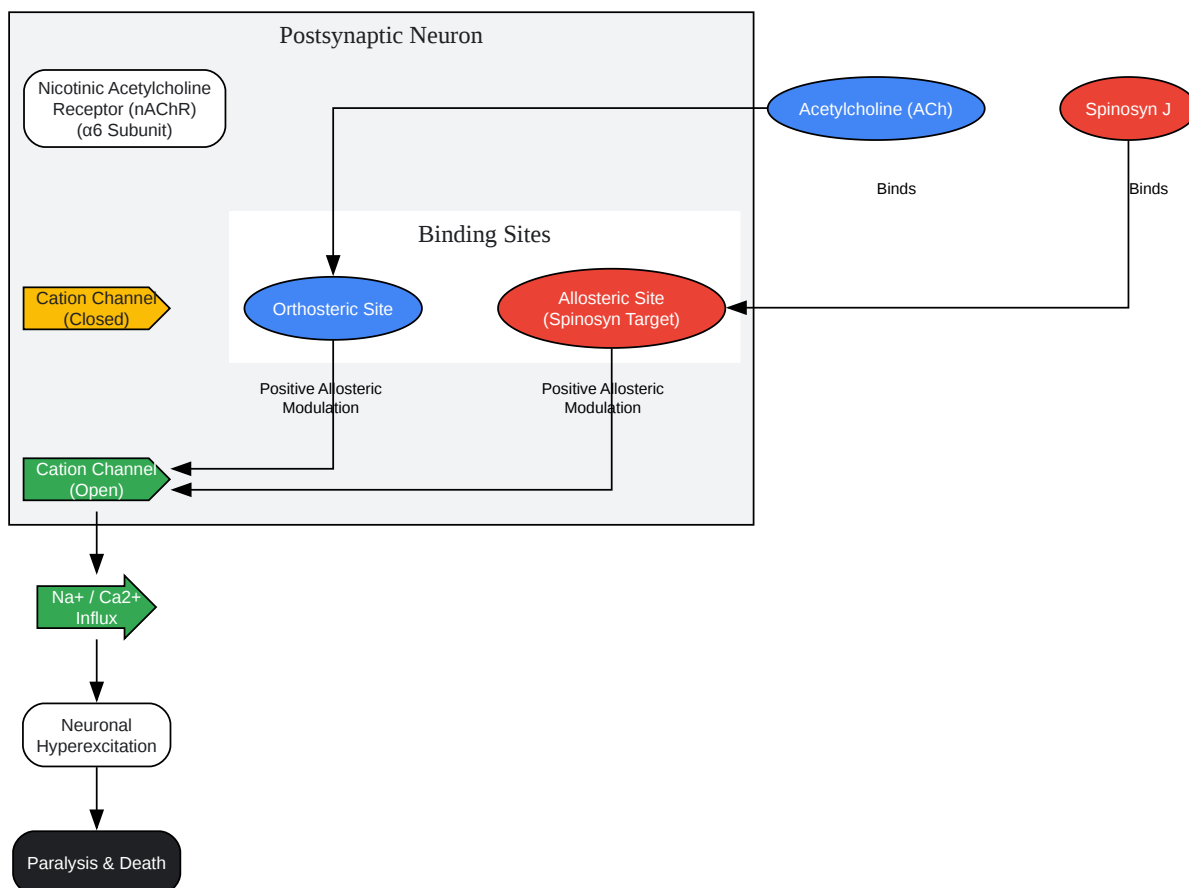 Postsynaptic Neuron
Nicotinic Acetylcholine
Receptor (nAChR)
(α6 Subunit)
Acetylcholine (ACh)
Spinosyn J
Binds
Binds
Binding Sites
Cation Channel
(Closed)
Orthosteric Site
Allosteric Site
(Spinosyn Target)
Positive Allosteric
Modulation
Positive Allosteric
Modulation
Cation Channel
(Open)
Na+ / Ca2+
Influx
Neuronal
Hyperexcitation
Paralysis & Death